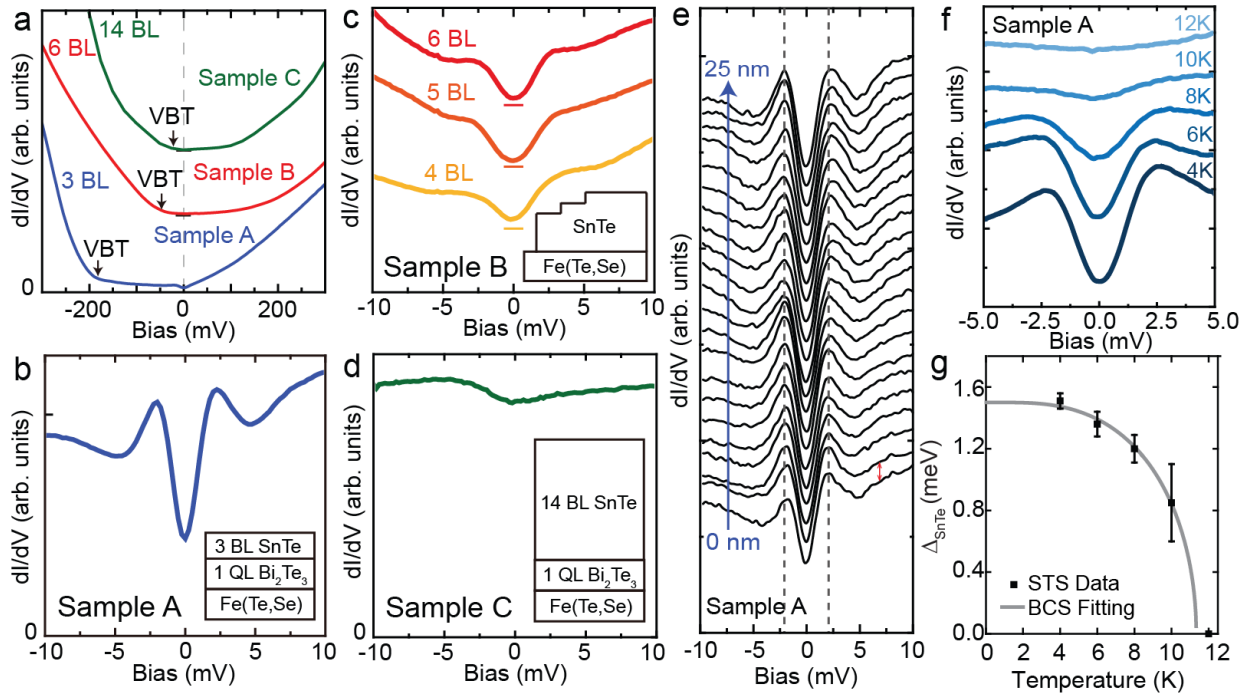 a
14 BL
6 BL
Sample C
VBT
VBT
Sample B
3 BL
VBT
Sample A
0
-200
0
200
Bias (mV)
dI/dV (arb. units)
b
3 BL SnTe
1 QL Bi₂Te₃
Fe(Te,Se)
Sample A
0
-10
-5
0
5
10
Bias (mV)
dI/dV (arb. units)
c
6 BL
5 BL
4 BL
SnTe
Fe(Te,Se)
Sample B
-10
-5
0
5
10
Bias (mV)
dI/dV (arb. units)
d
14 BL SnTe
1 QL Bi₂Te₃
Fe(Te,Se)
Sample C
0
-10
-5
0
5
10
Bias (mV)
dI/dV (arb. units)
e
25 nm
0 nm
Sample A
-10
-5
0
5
10
Bias (mV)
dI/dV (arb. units)
f
Sample A
12K
10K
8K
6K
4K
-5.0
-2.5
0.0
2.5
5.0
Bias (mV)
dI/dV (arb. units)
g
1.6
1.2
0.8
0.4
0.0
Δ_SnTe (meV)
STS Data
BCS Fitting
0
2
4
6
8
10
12
Temperature (K)